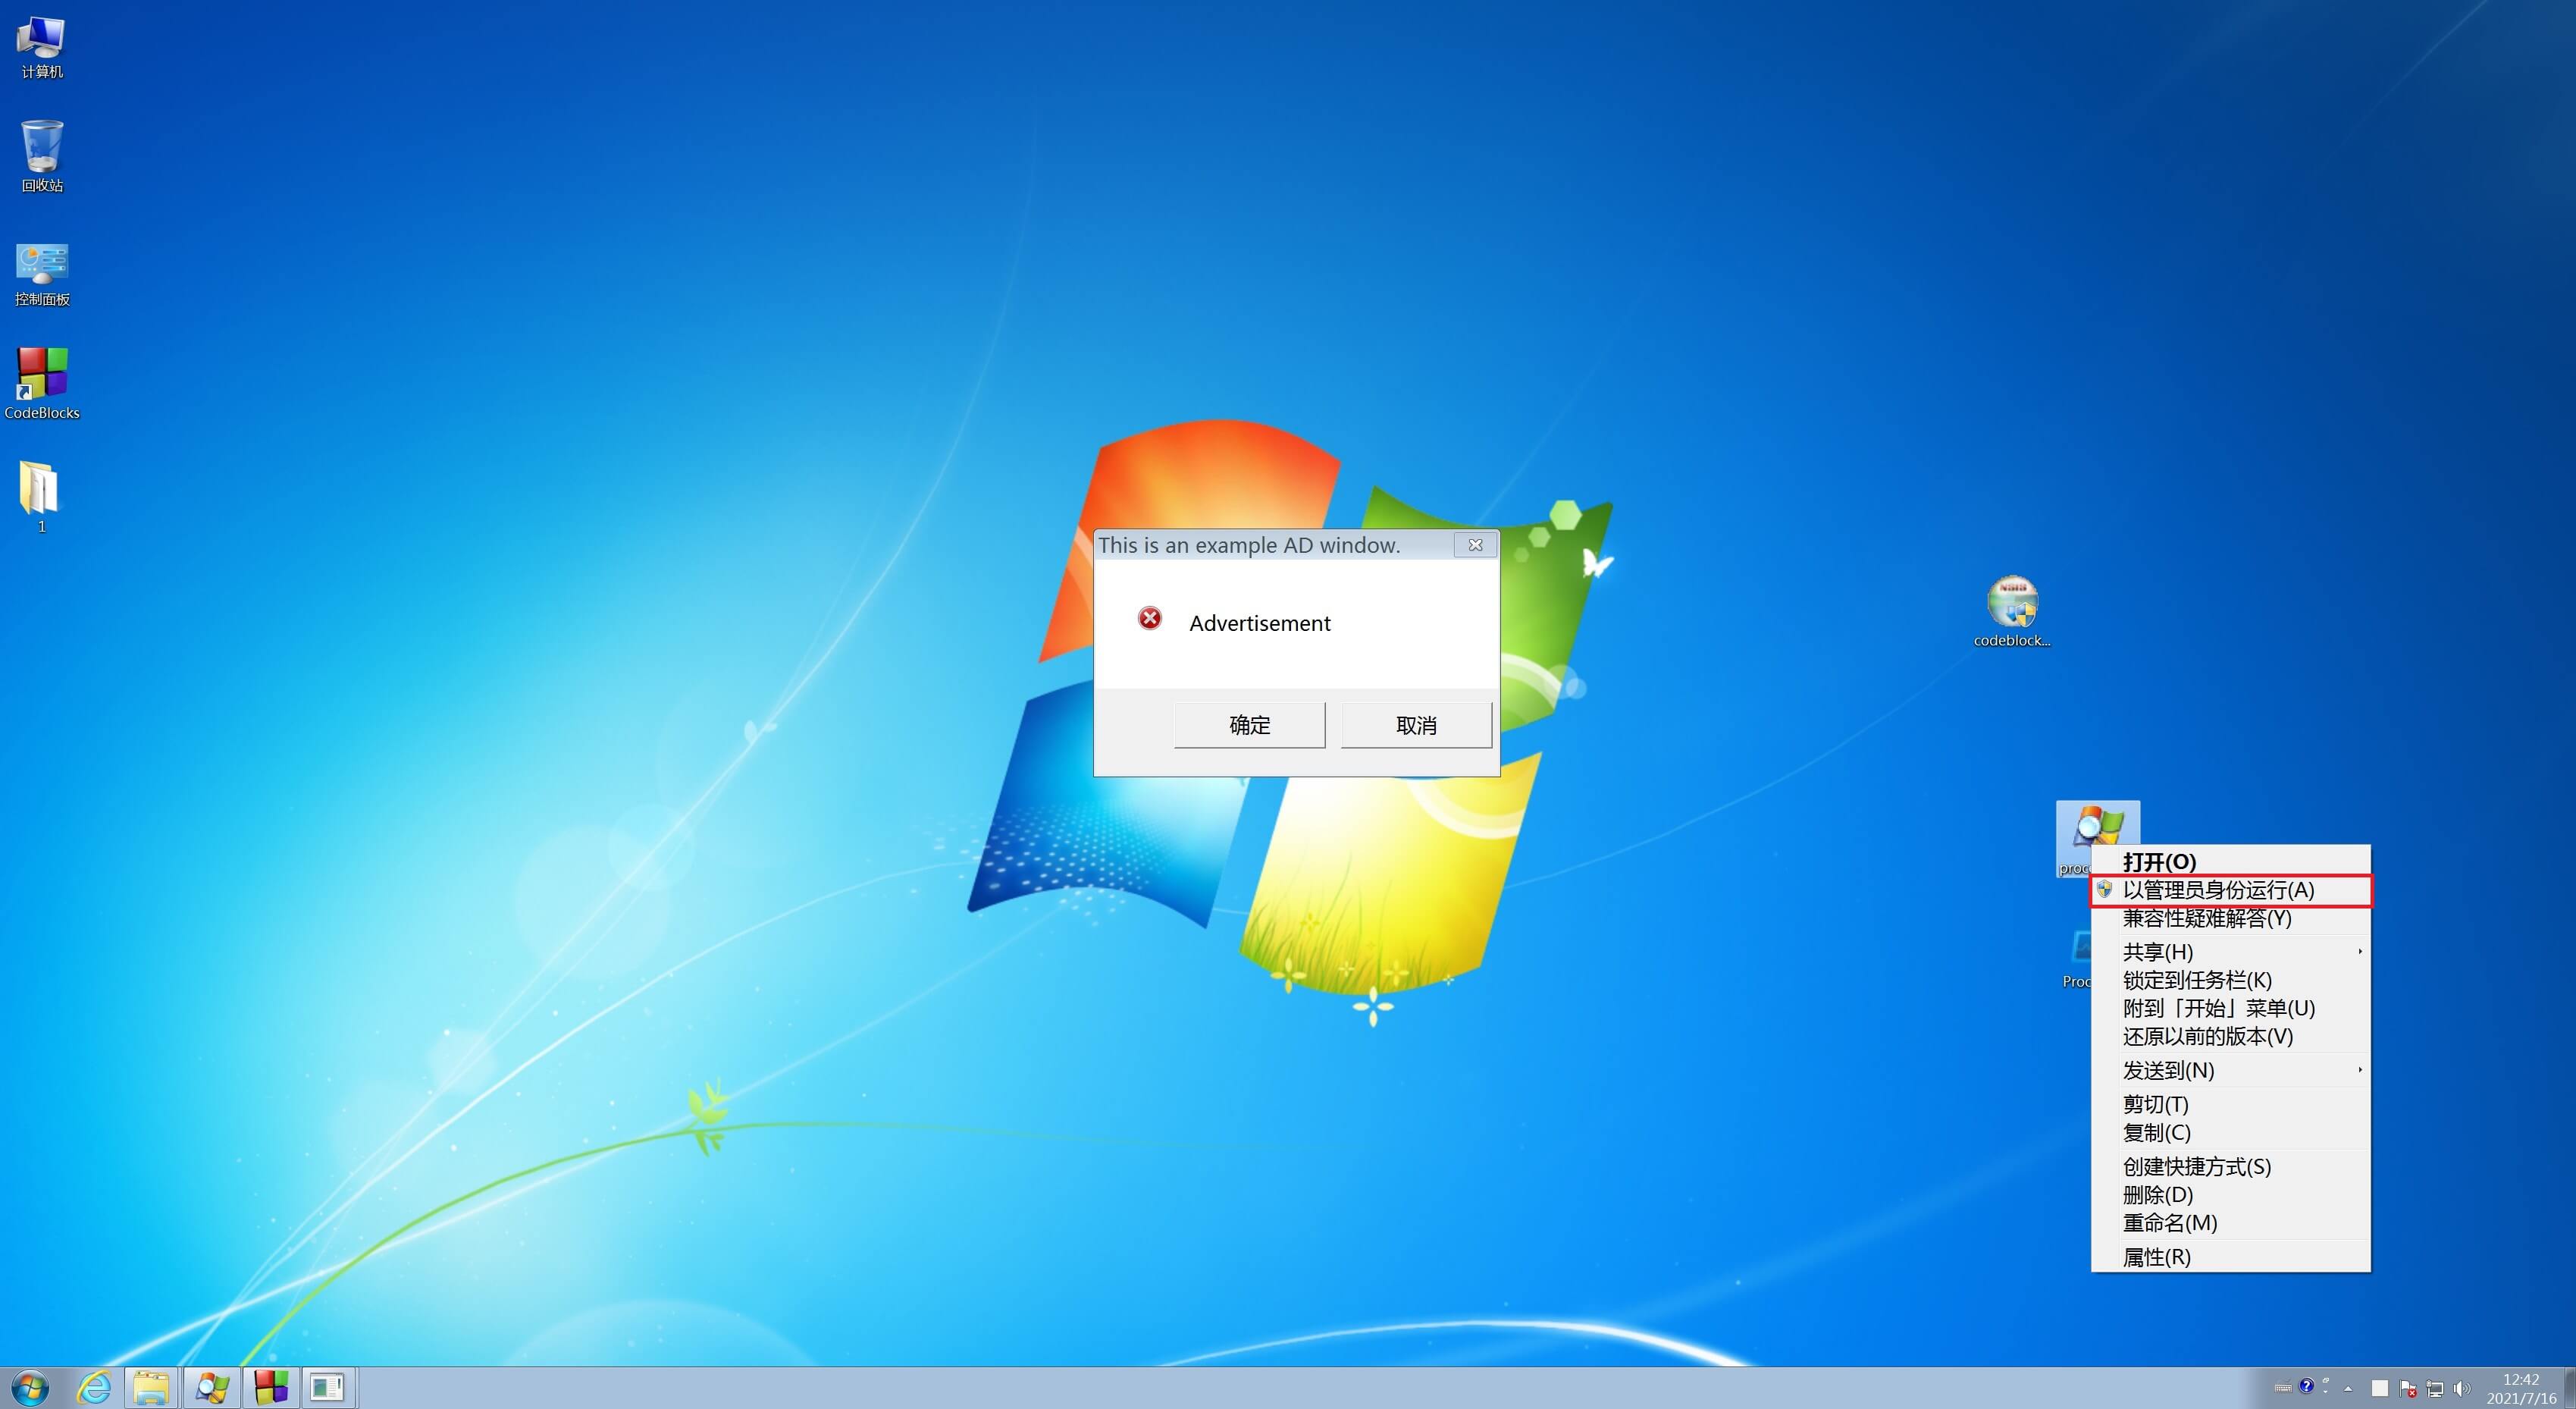 计算机
回收站
控制面板
CodeBlocks
1
This is an example AD window.
Advertisement
确定
取消
codeblock...
proc
Proc
打开(O)
以管理员身份运行(A)
兼容性疑难解答(Y)
共享(H)
锁定到任务栏(K)
附到「开始」菜单(U)
还原以前的版本(V)
发送到(N)
剪切(T)
复制(C)
创建快捷方式(S)
删除(D)
重命名(M)
属性(R)
12:42
2021/7/16